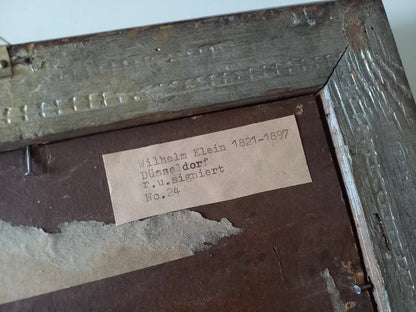 Wilhelm Klein 1821-1897
Düsseldorf
r.u.signiert
No.24